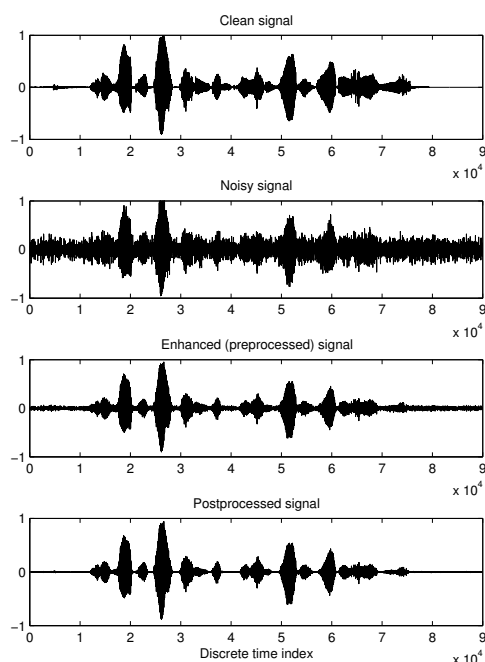 Clean signal
1
0
−1
0 1 2 3 4 5 6 7 8 9
x 10^4
Noisy signal
1
0
−1
0 1 2 3 4 5 6 7 8 9
x 10^4
Enhanced (preprocessed) signal
1
0
−1
0 1 2 3 4 5 6 7 8 9
x 10^4
Postprocessed signal
1
0
−1
0 1 2 3 4 5 6 7 8 9
Discrete time index
x 10^4